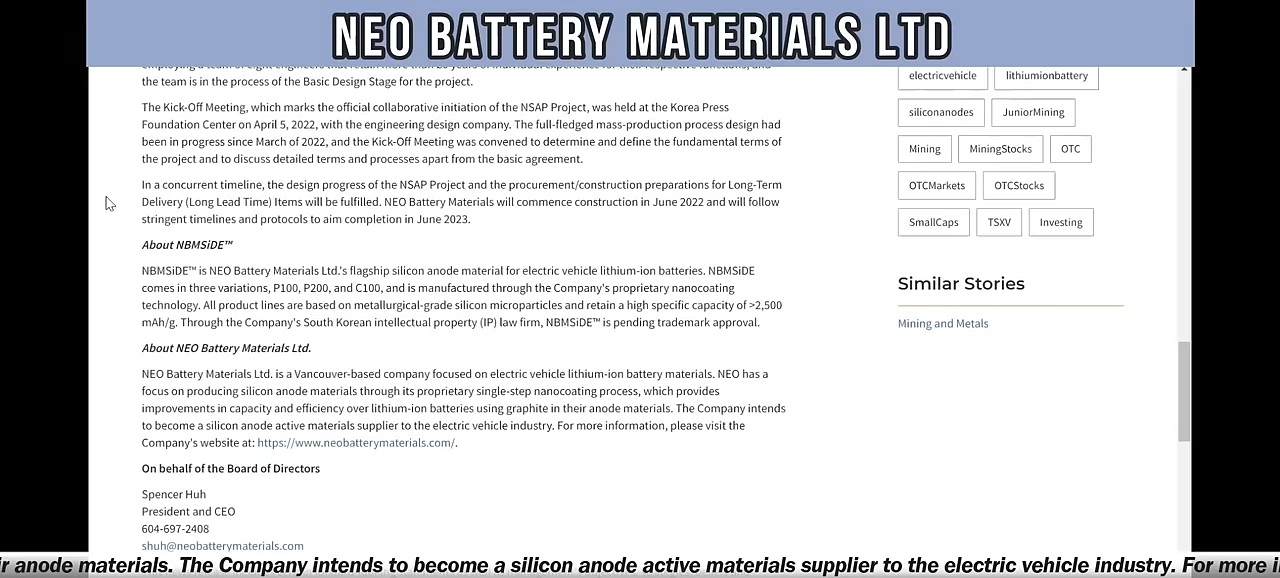 NEO BATTERY MATERIALS LTD
the team is in the process of the Basic Design Stage for the project.
The Kick-Off Meeting, which marks the official collaborative initiation of the NSAP Project, was held at the Korea Press
Foundation Center on April 5, 2022, with the engineering design company. The full-fledged mass-production process design had
been in progress since March of 2022, and the Kick-Off Meeting was convened to determine and define the fundamental terms of
the project and to discuss detailed terms and processes apart from the basic agreement.
In a concurrent timeline, the design progress of the NSAP Project and the procurement/construction preparations for Long-Term
Delivery (Long Lead Time) Items will be fulfilled. NEO Battery Materials will commence construction in June 2022 and will follow
stringent timelines and protocols to aim completion in June 2023.
About NBMSiDE™
NBMSiDE™ is NEO Battery Materials Ltd.'s flagship silicon anode material for electric vehicle lithium-ion batteries. NBMSiDE
comes in three variations, P100, P200, and C100, and is manufactured through the Company's proprietary nanocoating
technology. All product lines are based on metallurgical-grade silicon microparticles and retain a high specific capacity of >2,500
mAh/g. Through the Company's South Korean intellectual property (IP) law firm, NBMSiDE™ is pending trademark approval.
About NEO Battery Materials Ltd.
NEO Battery Materials Ltd. is a Vancouver-based company focused on electric vehicle lithium-ion battery materials. NEO has a
focus on producing silicon anode materials through its proprietary single-step nanocoating process, which provides
improvements in capacity and efficiency over lithium-ion batteries using graphite in their anode materials. The Company intends
to become a silicon anode active materials supplier to the electric vehicle industry. For more information, please visit the
Company's website at: https://www.neobatterymaterials.com/.
On behalf of the Board of Directors
Spencer Huh
President and CEO
604-697-2408
shuh@neobatterymaterials.com
electricvehicle lithiumionbattery
siliconanodes JuniorMining
Mining MiningStocks OTC
OTCMarkets OTCStocks
SmallCaps TSXV Investing
Similar Stories
Mining and Metals
ir anode materials. The Company intends to become a silicon anode active materials supplier to the electric vehicle industry. For more i